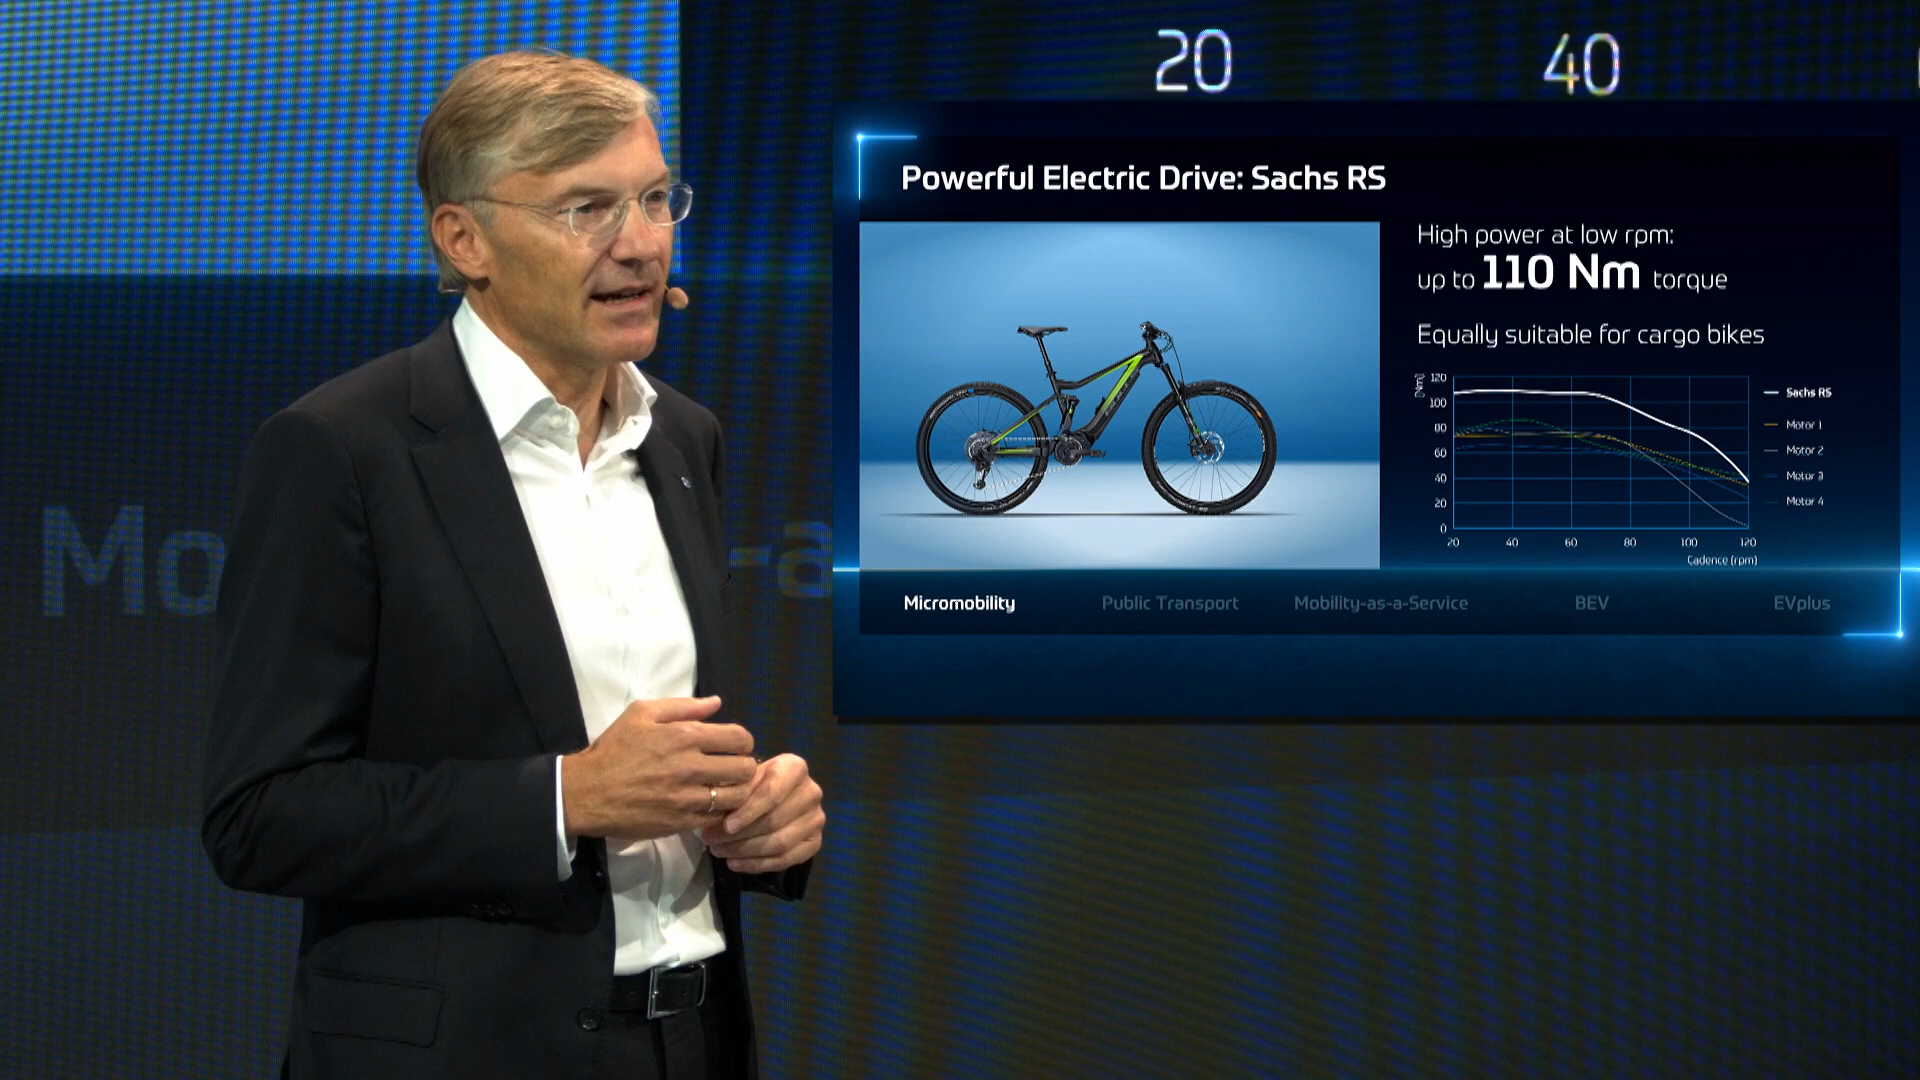 20 40
Powerful Electric Drive: Sachs RS
High power at low rpm:
up to 110 Nm torque
Equally suitable for cargo bikes
[Nm]
120
100
80
60
40
20
0
20 40 60 80 100 120
Cadence [rpm]
Sachs RS
Motor 1
Motor 2
Motor 3
Motor 4
Mo -a
Micromobility Public Transport Mobility-as-a-Service BEV EVplus